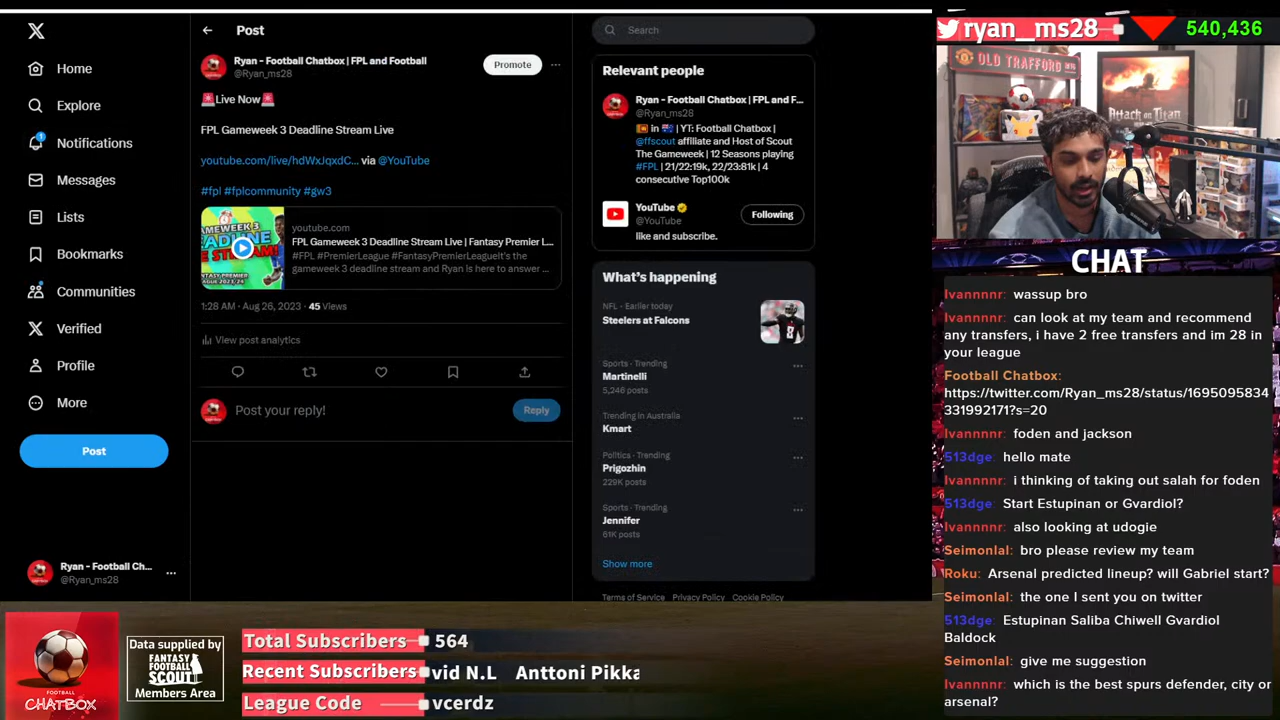 Post
Search
Home
Explore
Notifications
Messages
Lists
Bookmarks
Communities
Verified
Profile
More
Post
Ryan - Football Ch...
@Ryan_ms28
Ryan - Football Chatbox | FPL and Football
@Ryan_ms28
Promote
🚨Live Now🚨
FPL Gameweek 3 Deadline Stream Live
youtube.com/live/hdWxJqxdC... via @YouTube
#fpl #fplcommunity #gw3
youtube.com
FPL Gameweek 3 Deadline Stream Live | Fantasy Premier L...
#FPL #PremierLeague #FantasyPremierLeagueIt's the
gameweek 3 deadline stream and Ryan is here to answer ...
1:28 AM · Aug 26, 2023 · 45 Views
View post analytics
Post your reply!
Reply
Relevant people
Ryan - Football Chatbox | FPL and F...
@Ryan_ms28
🇱🇰 in 🇦🇺 | YT: Football Chatbox |
@ffscout affiliate and Host of Scout
The Gameweek | 12 Seasons playing
#FPL | 21/22:19k, 22/23:81k | 4
consecutive Top100k
YouTube
@YouTube
Following
like and subscribe.
What's happening
NFL · Earlier today
Steelers at Falcons
Sports · Trending
Martinelli
5,246 posts
Trending in Australia
Kmart
Politics · Trending
Prigozhin
229K posts
Sports · Trending
Jennifer
61K posts
Show more
Terms of Service Privacy Policy Cookie Policy
ryan_ms28
540,436
OLD TRAFFORD
Attack on Titan
CHAT
Ivannnnr: wassup bro
Ivannnnr: can look at my team and recommend
any transfers, i have 2 free transfers and im 28 in
your league
Football Chatbox:
https://twitter.com/Ryan_ms28/status/1695095834
331992171?s=20
Ivannnnr: foden and jackson
513dge: hello mate
Ivannnnr: i thinking of taking out salah for foden
513dge: Start Estupinan or Gvardiol?
Ivannnnr: also looking at udogie
Seimonlal: bro please review my team
Roku: Arsenal predicted lineup? will Gabriel start?
Seimonlal: the one I sent you on twitter
513dge: Estupinan Saliba Chiwell Gvardiol
Baldock
Seimonlal: give me suggestion
Ivannnnr: which is the best spurs defender, city or
arsenal?
FOOTBALL
CHATBOX
Data supplied by
FANTASY
FOOTBALL
SCOUT
Members Area
Total Subscribers 564
Recent Subscribers vid N.L Anttoni Pikka
League Code vcerdz